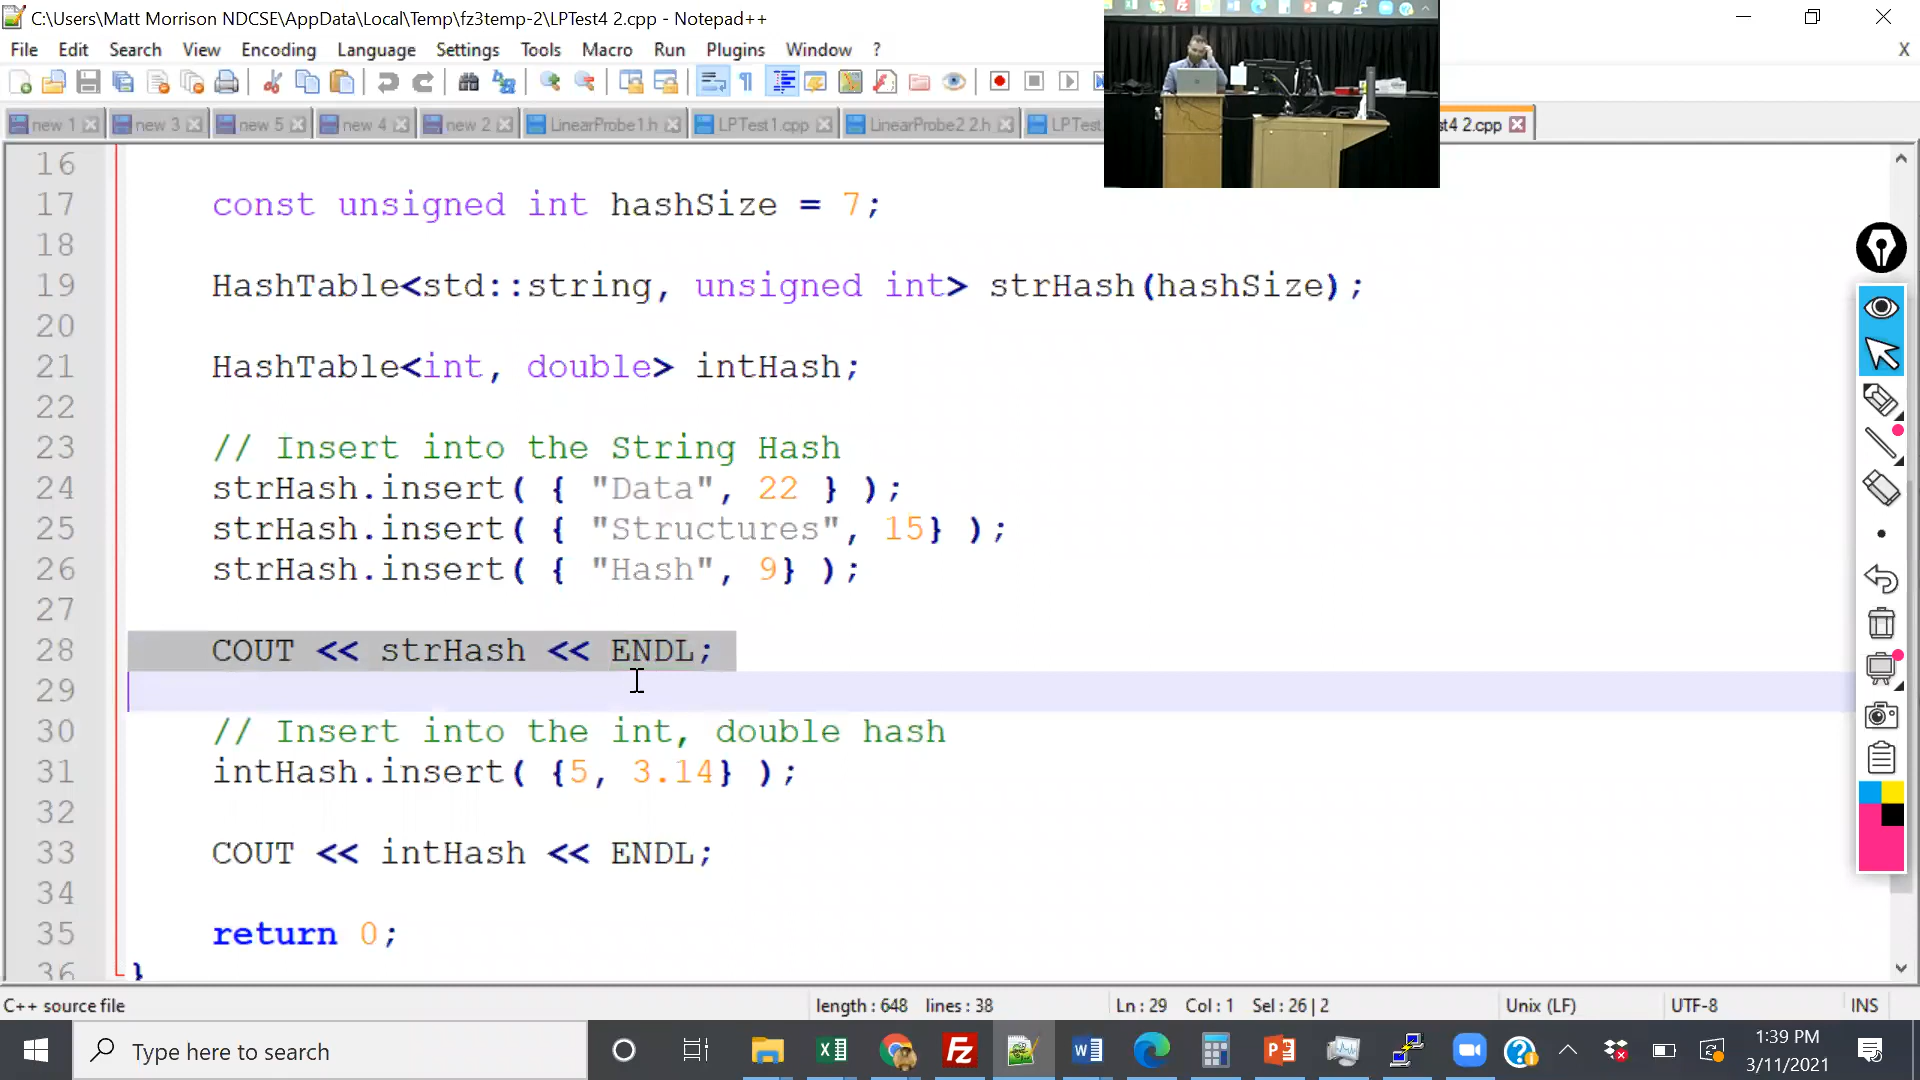 C:\Users\Matt Morrison NDCSE\AppData\Local\Temp\fz3temp-2\LPTest4 2.cpp - Notepad++
File Edit Search View Encoding Language Settings Tools Macro Run Plugins Window ? X
new 1 new 3 new 5 new 4 new 2 LinearProbe1.h LPTest1.cpp LinearProbe2 2.h LPTest t4 2.cpp
16
17 const unsigned int hashSize = 7;
18
19 HashTable<std::string, unsigned int> strHash(hashSize);
20
21 HashTable<int, double> intHash;
22
23 // Insert into the String Hash
24 strHash.insert( { "Data", 22 } );
25 strHash.insert( { "Structures", 15} );
26 strHash.insert( { "Hash", 9} );
27
28 COUT << strHash << ENDL;
29
30 // Insert into the int, double hash
31 intHash.insert( {5, 3.14} );
32
33 COUT << intHash << ENDL;
34
35 return 0;
36 }
C++ source file length : 648 lines : 38 Ln : 29 Col : 1 Sel : 26 | 2 Unix (LF) UTF-8 INS
Type here to search
1:39 PM
3/11/2021